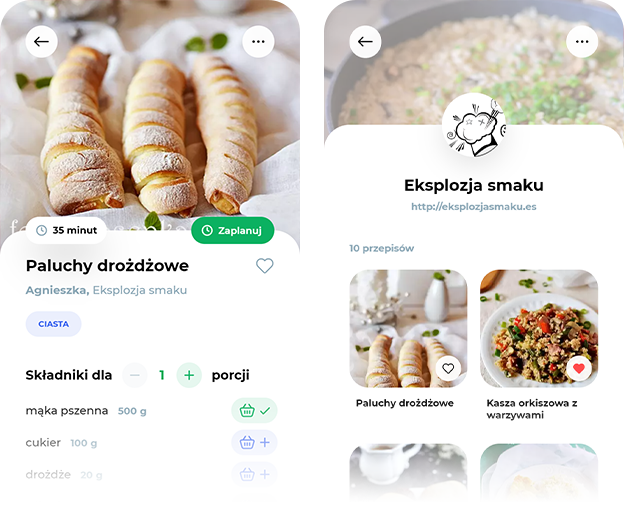 35 minut
Zaplanuj
Paluchy drożdżowe
Agnieszka, Eksplozja smaku
CIASTA
Składniki dla − 1 + porcji
mąka pszenna 500 g
cukier 100 g
drożdże 20 g
Eksplozja smaku
http://eksplozjasmaku.es
10 przepisów
Paluchy drożdżowe
Kasza orkiszowa z
warzywami